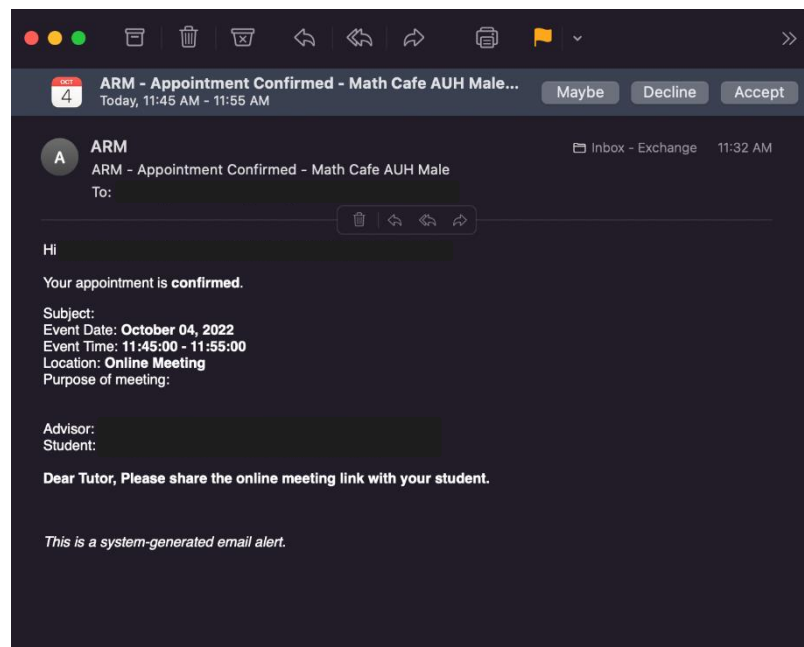 OCT
4
ARM - Appointment Confirmed - Math Cafe AUH Male...
Today, 11:45 AM - 11:55 AM
Maybe
Decline
Accept
A
ARM
Inbox - Exchange
11:32 AM
ARM - Appointment Confirmed - Math Cafe AUH Male
To:
Hi
Your appointment is confirmed.
Subject:
Event Date: October 04, 2022
Event Time: 11:45:00 - 11:55:00
Location: Online Meeting
Purpose of meeting:
Advisor:
Student:
Dear Tutor, Please share the online meeting link with your student.
This is a system-generated email alert.